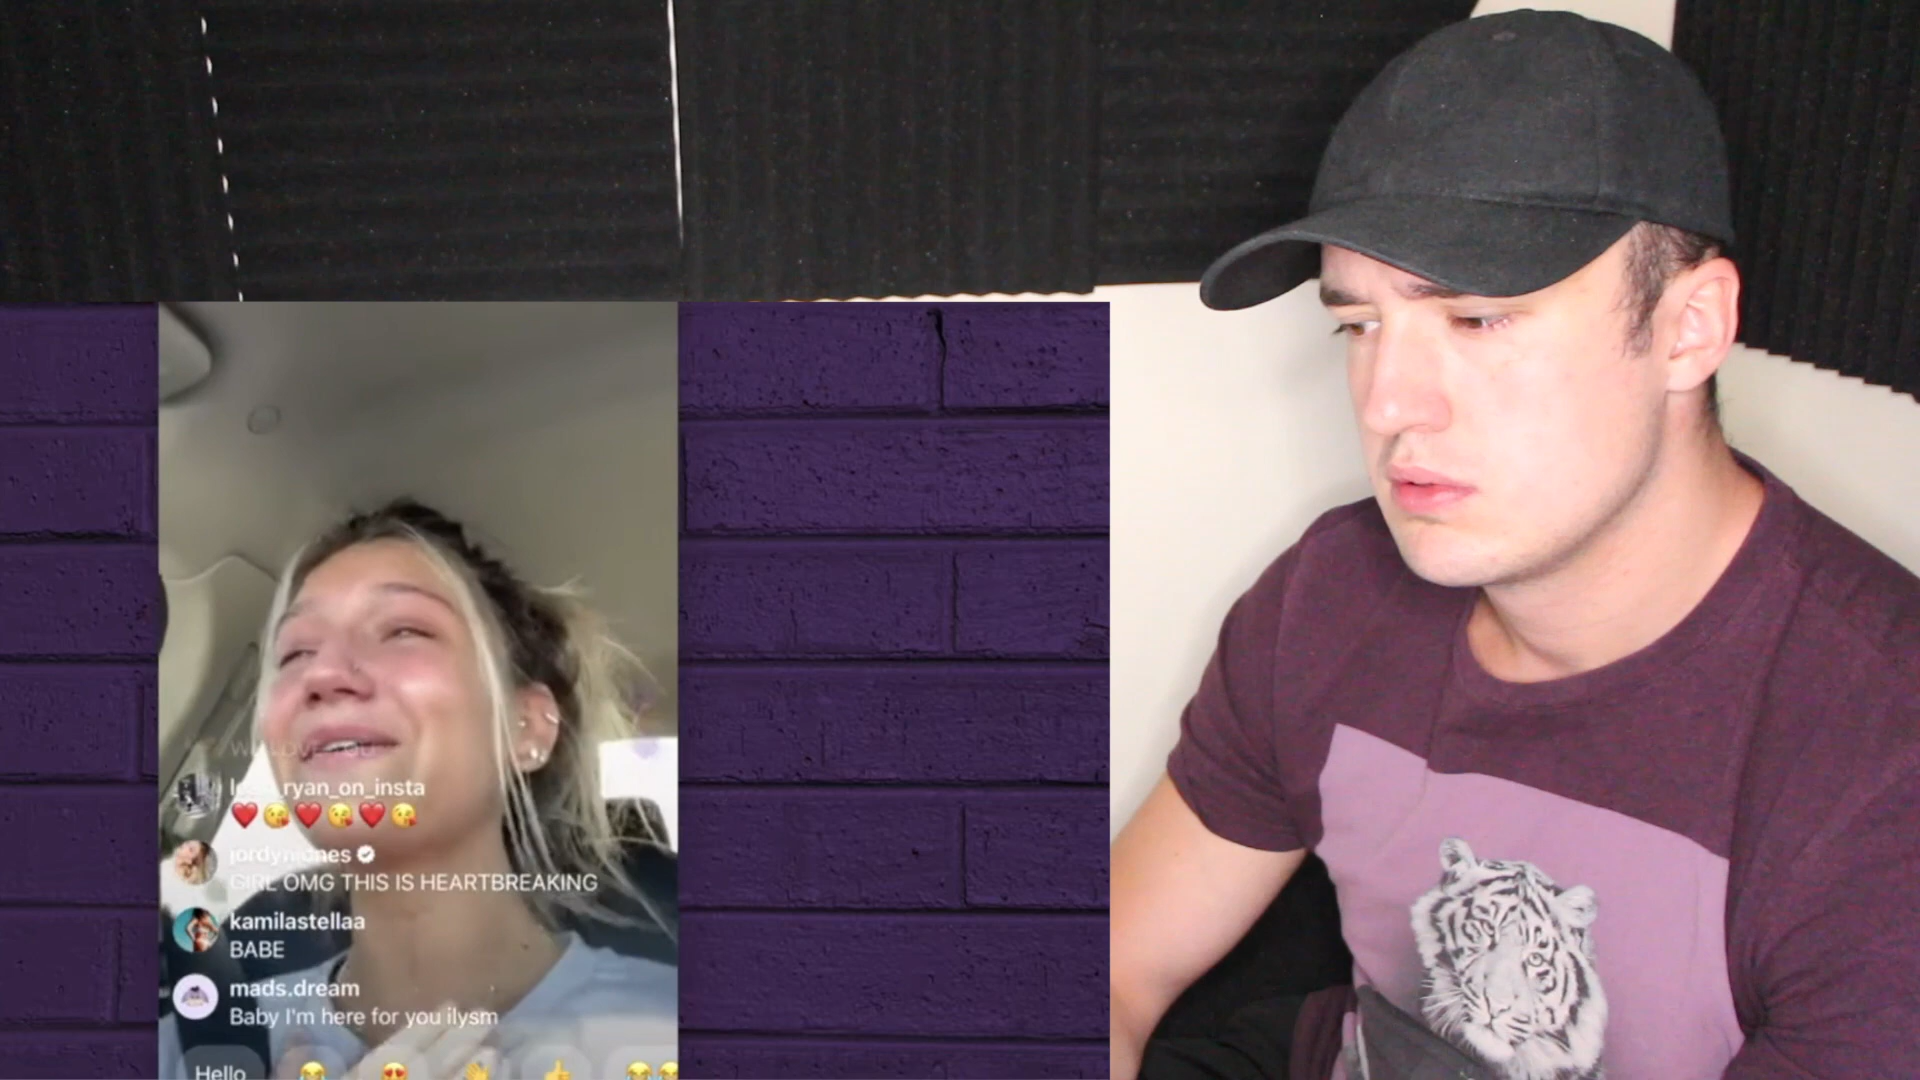 ryan_on_insta
❤️😘❤️😘❤️😘
GIRL OMG THIS IS HEARTBREAKING
kamilastellaa
BABE
mads.dream
Baby I'm here for you ilysm
Hello